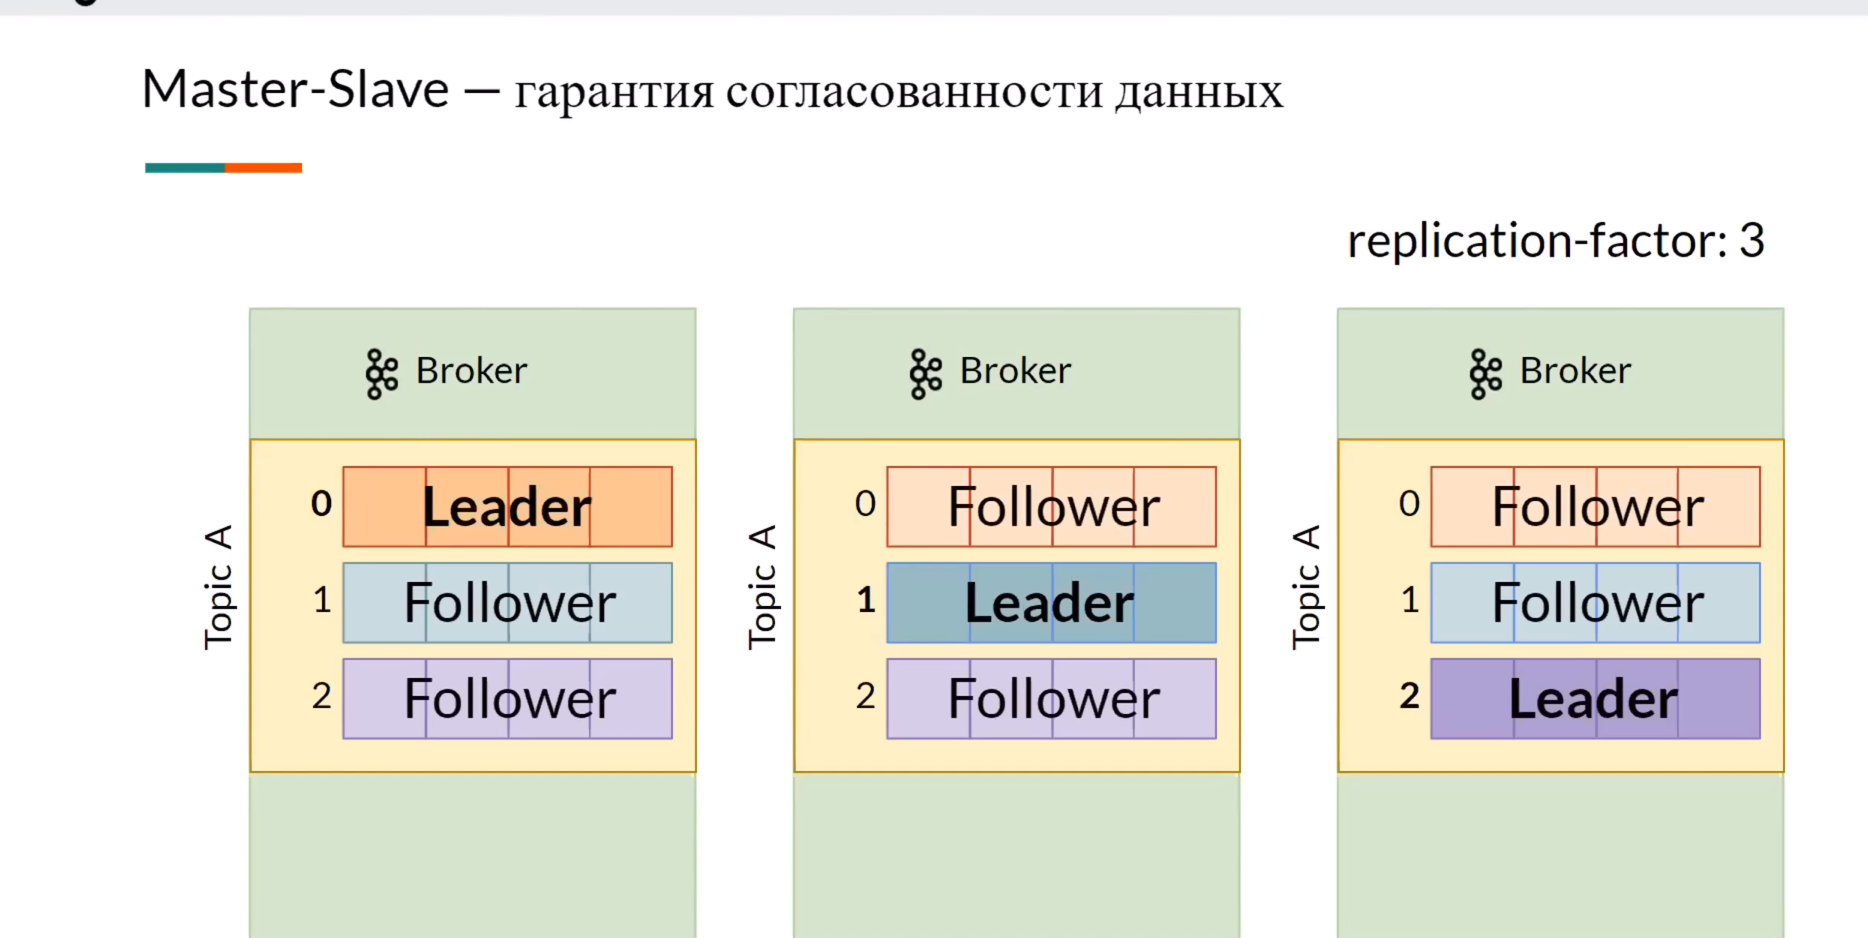 Master-Slave — гарантия согласованности данных
replication-factor: 3
Broker
Topic A
0 Leader
1 Follower
2 Follower
Broker
Topic A
0 Follower
1 Leader
2 Follower
Broker
Topic A
0 Follower
1 Follower
2 Leader